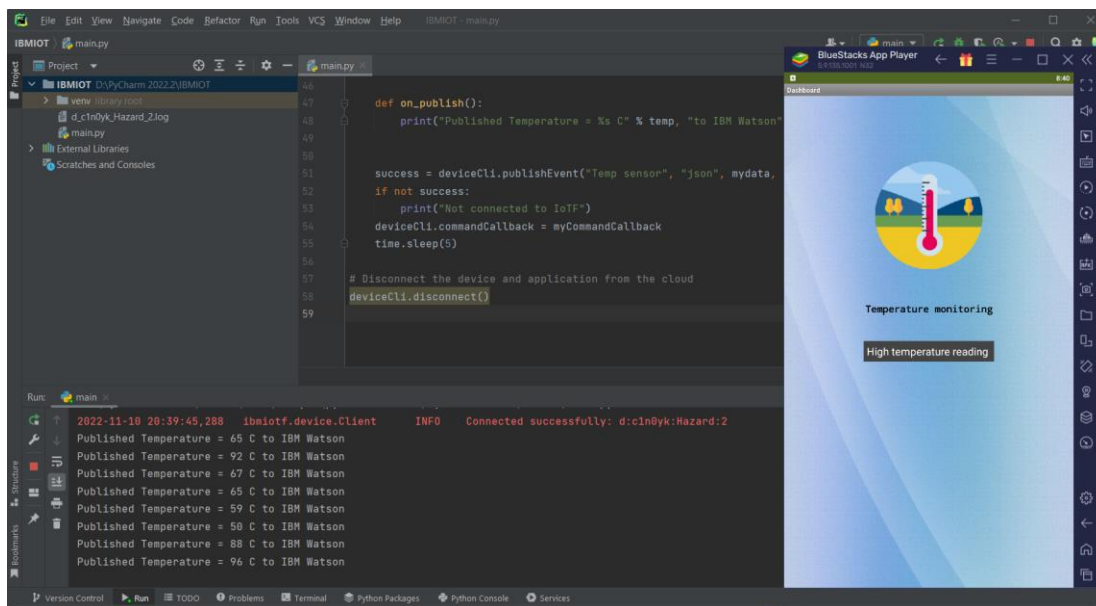 File Edit View Navigate Code Refactor Run Tools VCS Window Help IBMIOT - main.py
IBMIOT main.py
main
Project
main.py
IBMIOT D:\PyCharm 2022.2\IBMIOT
venv library root
d_c1n0yk_Hazard_2.log
main.py
External Libraries
Scratches and Consoles
46
47 def on_publish():
48 print("Published Temperature = %s C" % temp, "to IBM Watson"
49
50
51 success = deviceCli.publishEvent("Temp sensor", "json", mydata,
52 if not success:
53 print("Not connected to IoTF")
54 deviceCli.commandCallback = myCommandCallback
55 time.sleep(5)
56
57 # Disconnect the device and application from the cloud
58 deviceCli.disconnect()
59
BlueStacks App Player
5.9.135.1001 N32
8:40
Dashboard
Temperature monitoring
High temperature reading
Run: main
2022-11-10 20:39:45,288 ibmiotf.device.Client INFO Connected successfully: d:c1n0yk:Hazard:2
Published Temperature = 65 C to IBM Watson
Published Temperature = 92 C to IBM Watson
Published Temperature = 67 C to IBM Watson
Published Temperature = 65 C to IBM Watson
Published Temperature = 59 C to IBM Watson
Published Temperature = 50 C to IBM Watson
Published Temperature = 88 C to IBM Watson
Published Temperature = 96 C to IBM Watson
Structure
Bookmarks
Version Control Run TODO Problems Terminal Python Packages Python Console Services